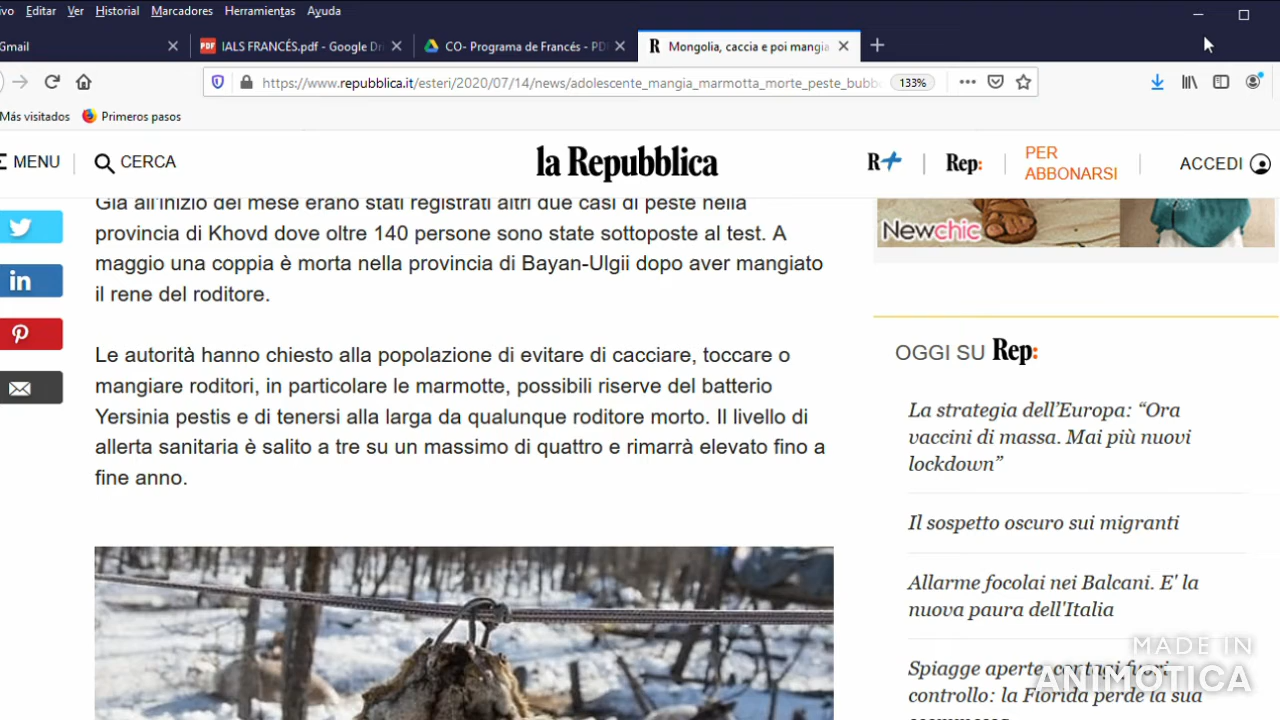 ivo Editar Ver Historial Marcadores Herramientas Ayuda
Gmail
PDF IALS FRANCÉS.pdf - Google Dri
CO- Programa de Francés - PDF
R Mongolia, caccia e poi mangia
https://www.repubblica.it/esteri/2020/07/14/news/adolescente_mangia_marmotta_morte_peste_bubb
133%
Más visitados Primeros pasos
MENU
CERCA
la Repubblica
R+
Rep:
PER
ABBONARSI
ACCEDI
Già all'inizio del mese erano stati registrati altri due casi di peste nella
provincia di Khovd dove oltre 140 persone sono state sottoposte al test. A
maggio una coppia è morta nella provincia di Bayan-Ulgii dopo aver mangiato
il rene del roditore.
Le autorità hanno chiesto alla popolazione di evitare di cacciare, toccare o
mangiare roditori, in particolare le marmotte, possibili riserve del batterio
Yersinia pestis e di tenersi alla larga da qualunque roditore morto. Il livello di
allerta sanitaria è salito a tre su un massimo di quattro e rimarrà elevato fino a
fine anno.
in
Newchic
OGGI SU Rep:
La strategia dell'Europa: “Ora
vaccini di massa. Mai più nuovi
lockdown”
Il sospetto oscuro sui migranti
Allarme focolai nei Balcani. E' la
nuova paura dell'Italia
Spiagge aperte, contagi fuori
controllo: la Florida perde la sua
MADE IN
ANIMOTICA